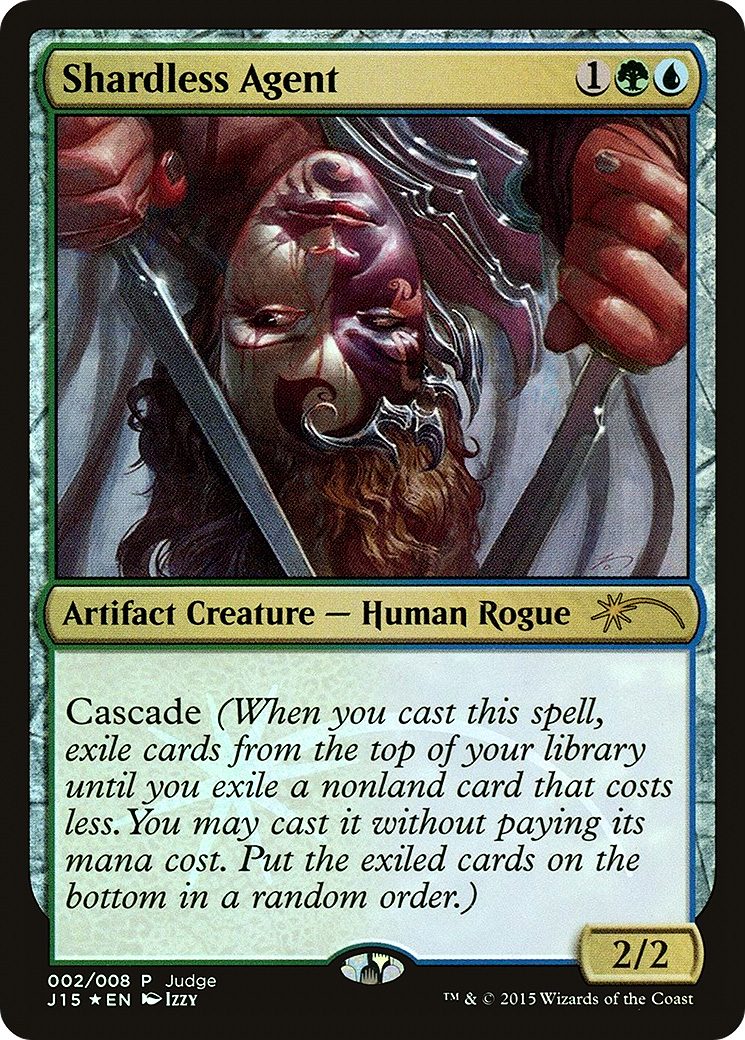 Shardless Agent 1
Artifact Creature — Human Rogue
Cascade (When you cast this spell,
exile cards from the top of your library
until you exile a nonland card that costs
less. You may cast it without paying its
mana cost. Put the exiled cards on the
bottom in a random order.)
2/2
002/008 P Judge
J15 ★ EN Izzy
™ & © 2015 Wizards of the Coast